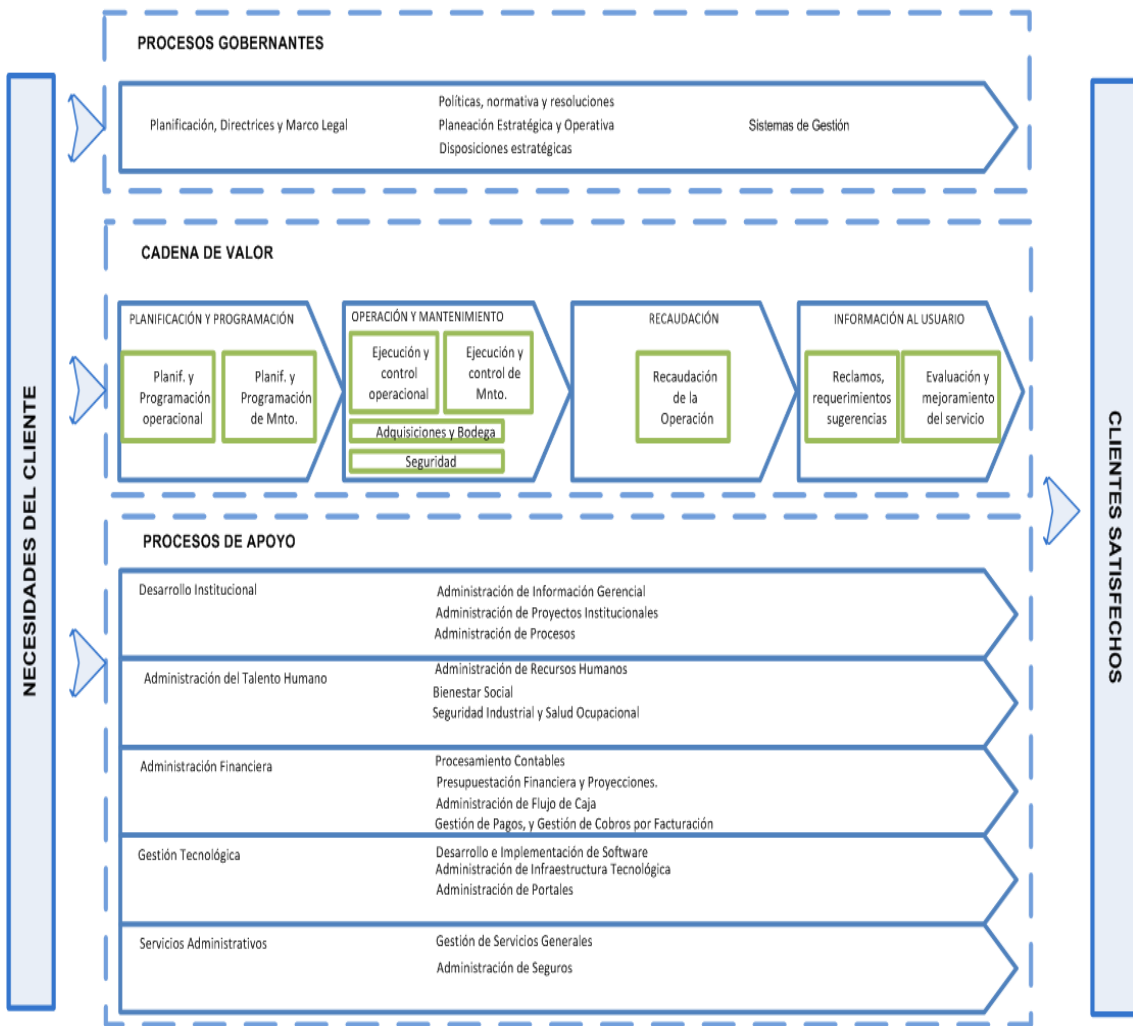 NECESIDADES DEL CLIENTE
PROCESOS GOBERNANTES
Planificación, Directrices y Marco Legal
Políticas, normativa y resoluciones
Planeación Estratégica y Operativa
Disposiciones estratégicas
Sistemas de Gestión
CADENA DE VALOR
PLANIFICACIÓN Y PROGRAMACIÓN
Planif. y
Programación
operacional
Planif. y
Programación
de Mnto.
OPERACIÓN Y MANTENIMIENTO
Ejecución y
control
operacional
Ejecución y
control de
Mnto.
Adquisiciones y Bodega
Seguridad
RECAUDACIÓN
Recaudación
de la
Operación
INFORMACIÓN AL USUARIO
Reclamos,
requerimientos
sugerencias
Evaluación y
mejoramiento
del servicio
PROCESOS DE APOYO
Desarrollo Institucional
Administración de Información Gerencial
Administración de Proyectos Institucionales
Administración de Procesos
Administración del Talento Humano
Administración de Recursos Humanos
Bienestar Social
Seguridad Industrial y Salud Ocupacional
Administración Financiera
Procesamiento Contables
Presupuestación Financiera y Proyecciones.
Administración de Flujo de Caja
Gestión de Pagos, y Gestión de Cobros por Facturación
Gestión Tecnológica
Desarrollo e Implementación de Software
Administración de Infraestructura Tecnológica
Administración de Portales
Servicios Administrativos
Gestión de Servicios Generales
Administración de Seguros
CLIENTES SATISFECHOS